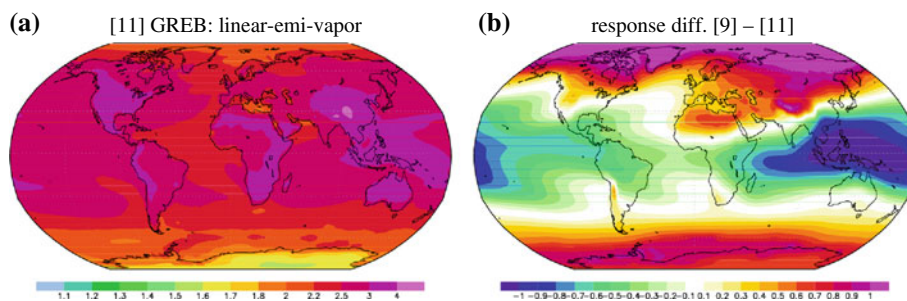 (a) [11] GREB: linear-emi-vapor
(b) response diff. [9] – [11]
1.1 1.2 1.3 1.4 1.5 1.6 1.7 1.8 2 2.2 2.5 3 4
-1 -0.9 -0.8 -0.7 -0.6 -0.5 -0.4 -0.3 -0.2 -0.1 0.1 0.2 0.3 0.4 0.5 0.6 0.7 0.8 0.9 1